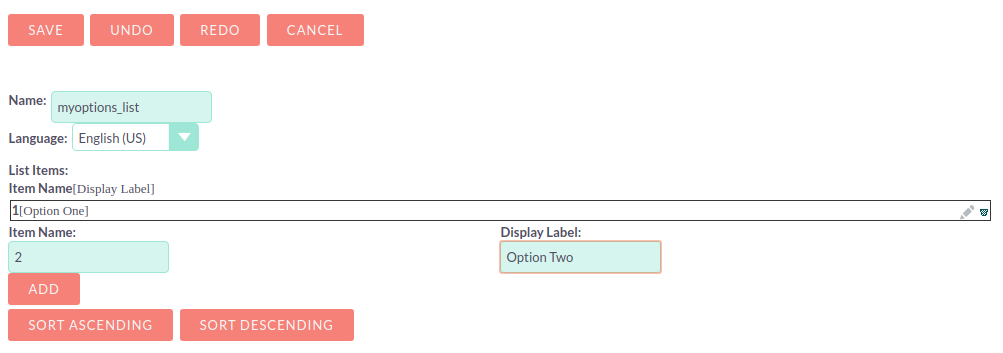 SAVE UNDO REDO CANCEL
Name: myoptions_list
Language: English (US)
List Items:
Item Name[Display Label]
1[Option One]
Item Name: Display Label:
2 Option Two
ADD
SORT ASCENDING SORT DESCENDING